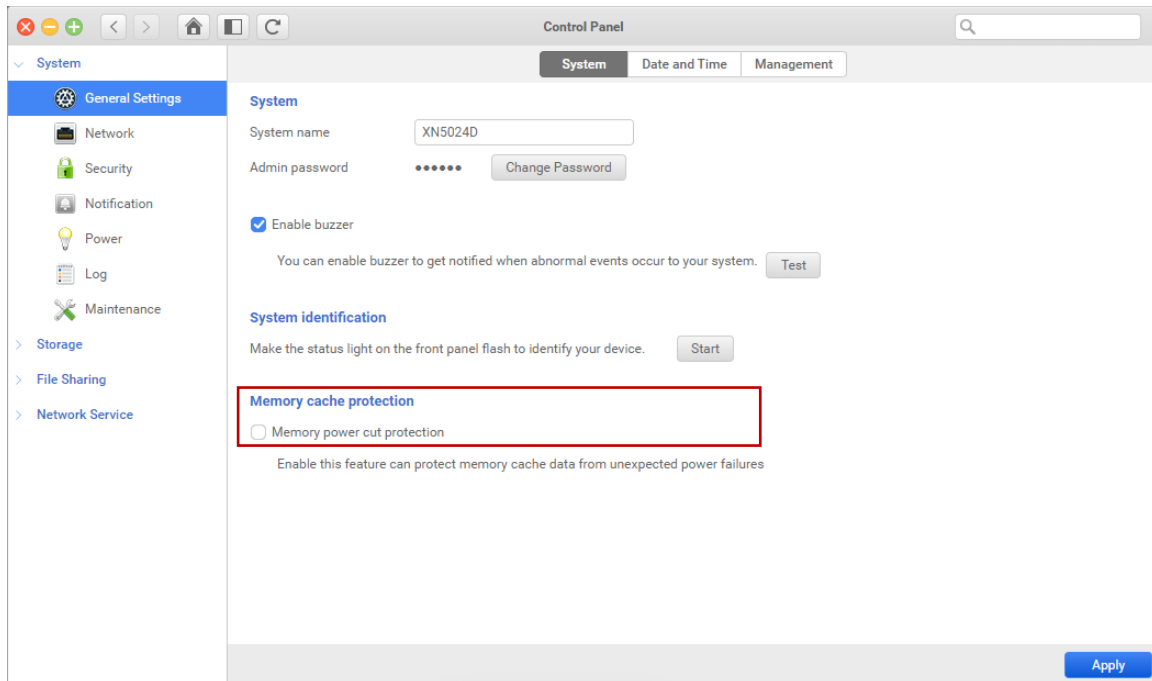 Control Panel
System
General Settings
Network
Security
Notification
Power
Log
Maintenance
Storage
File Sharing
Network Service
System
Date and Time
Management
System
System name
XN5024D
Admin password
••••••
Change Password
Enable buzzer
You can enable buzzer to get notified when abnormal events occur to your system.
Test
System identification
Make the status light on the front panel flash to identify your device.
Start
Memory cache protection
Memory power cut protection
Enable this feature can protect memory cache data from unexpected power failures
Apply